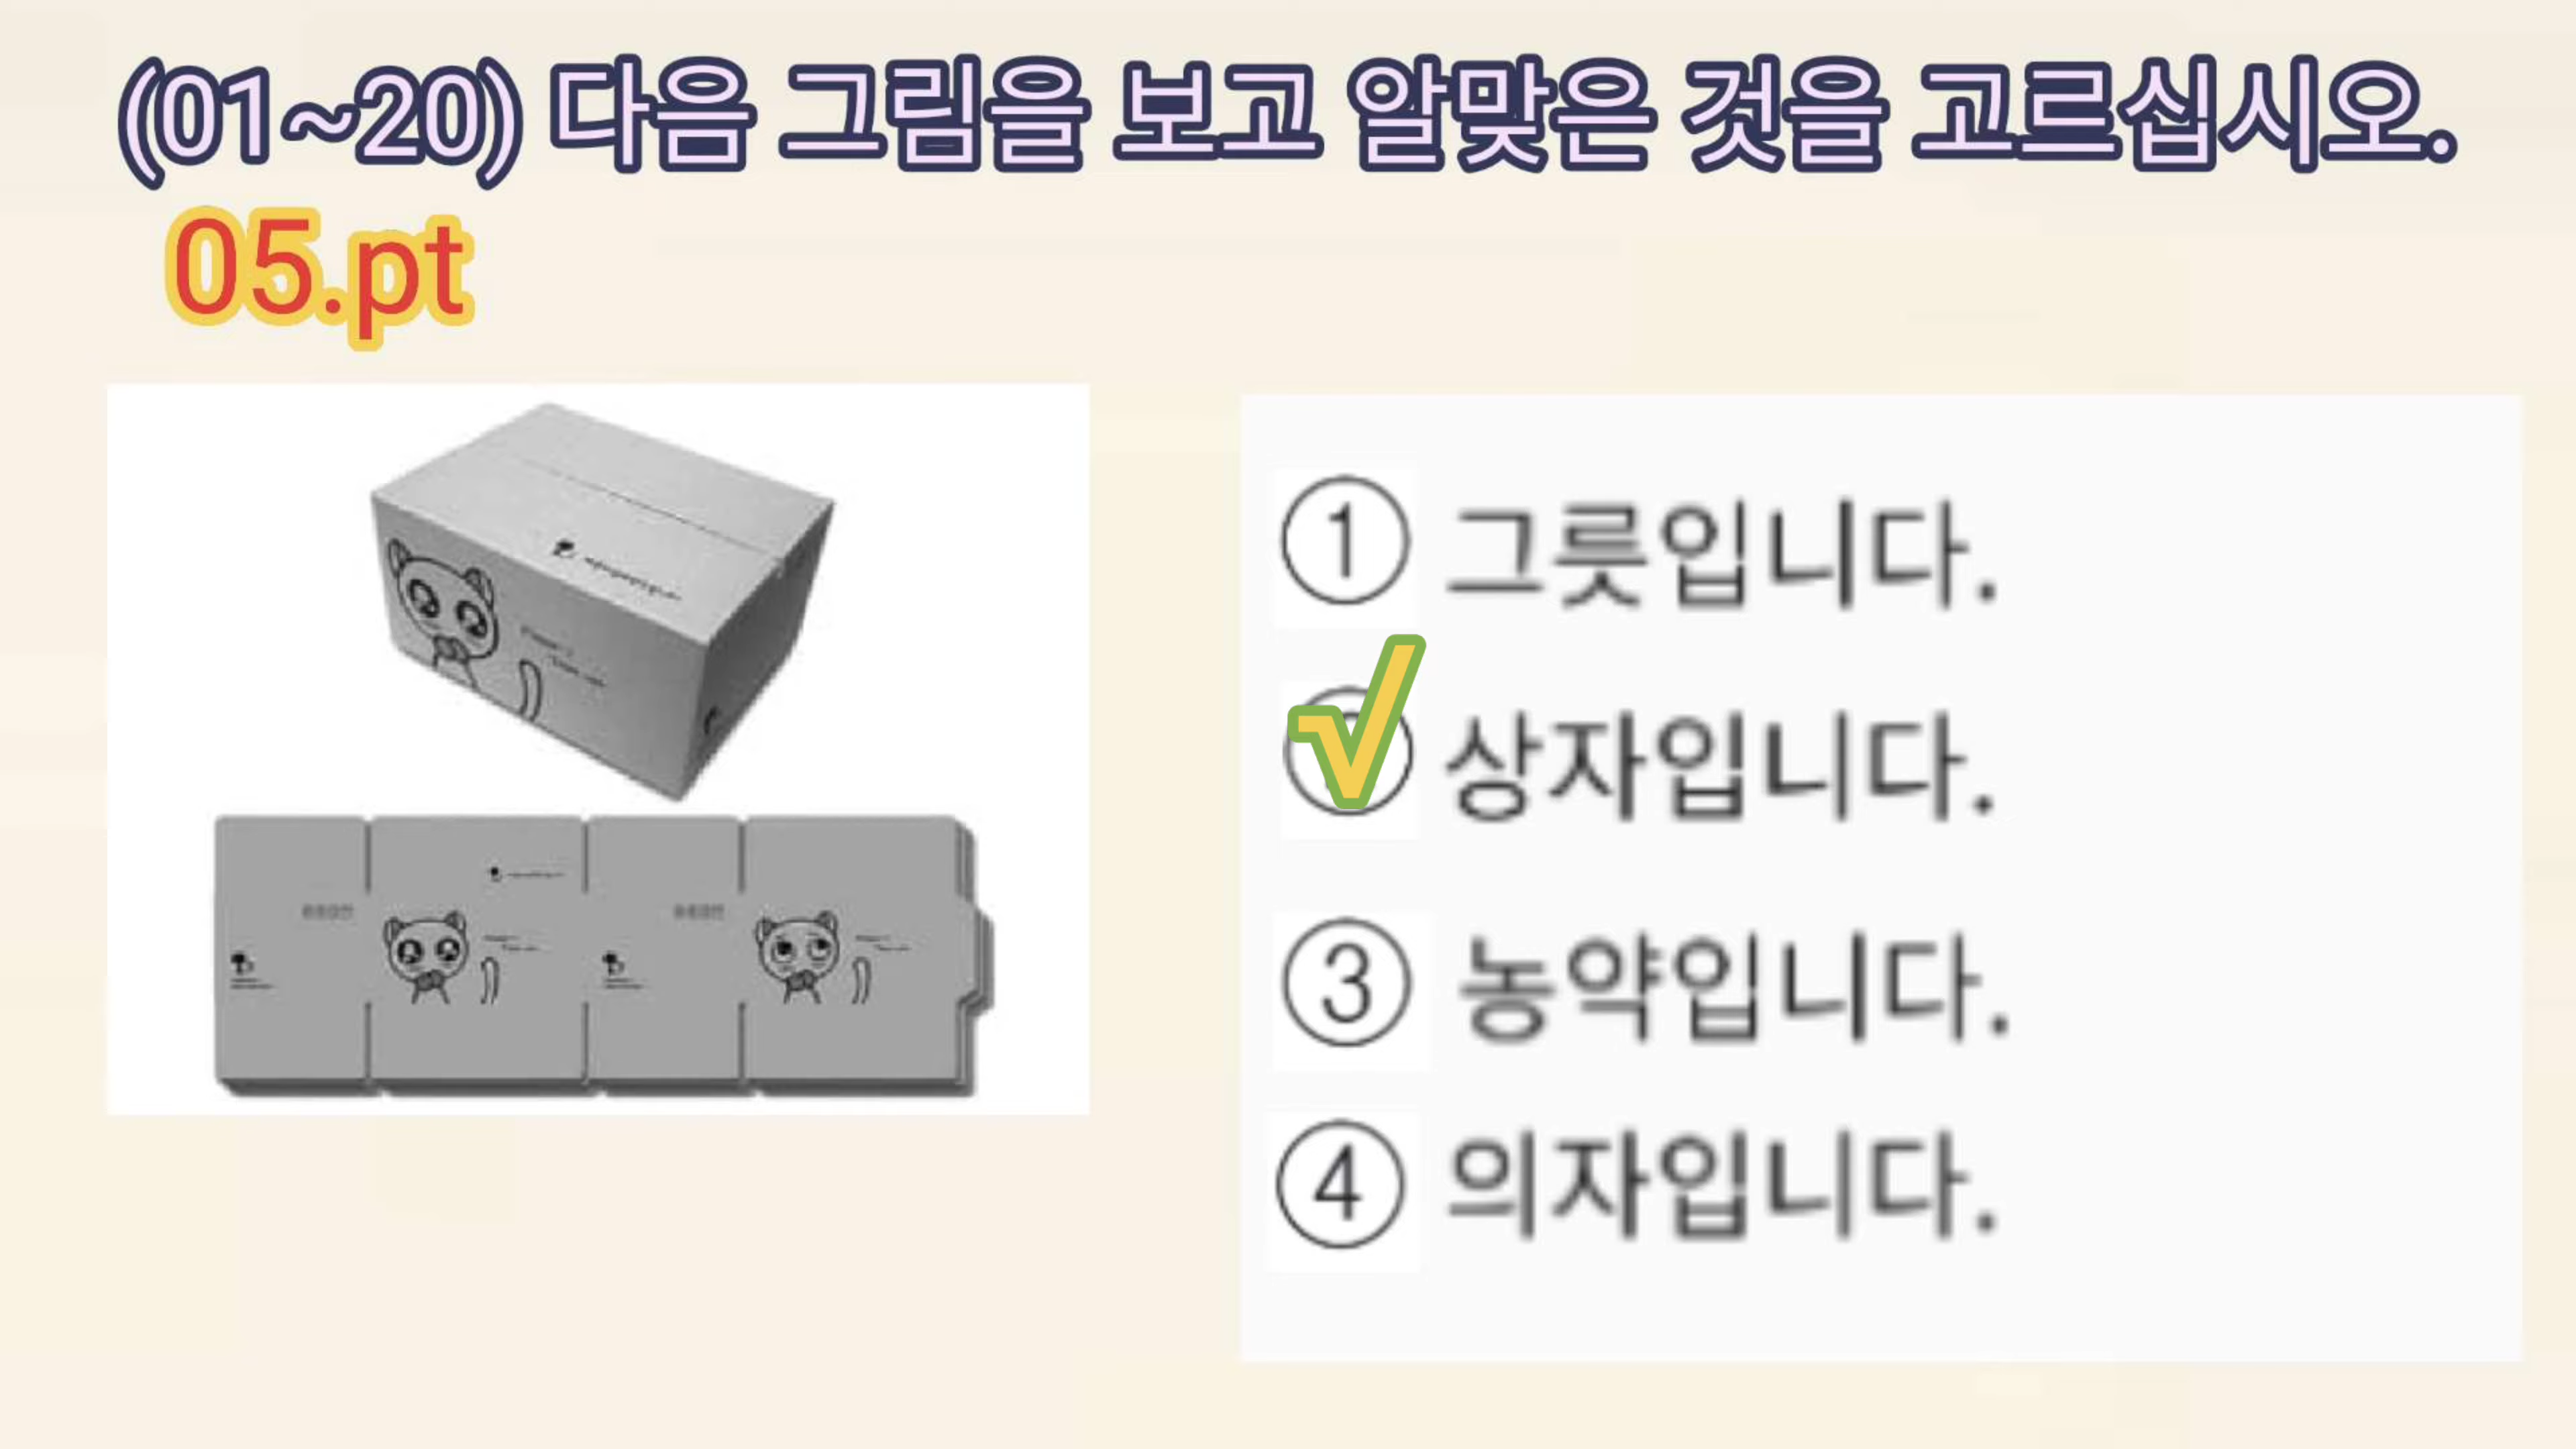 (01~20) 다음 그림을 보고 알맞은 것을 고르십시오.
05.pt
① 그릇입니다.
상자입니다.
③ 농약입니다.
④ 의자입니다.